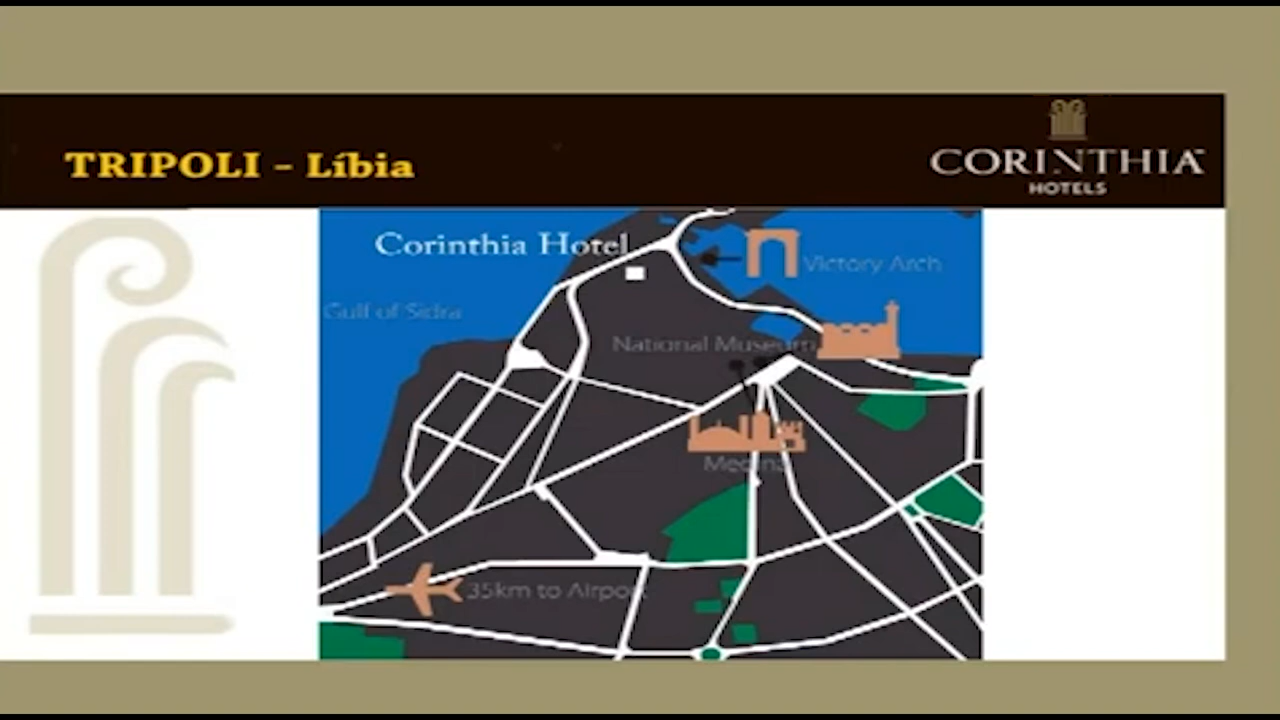 TRIPOLI - Líbia
CORINTHIA
HOTELS
Corinthia Hotel
Victory Arch
Gulf of Sidra
National Museum
Medina
35km to Airport